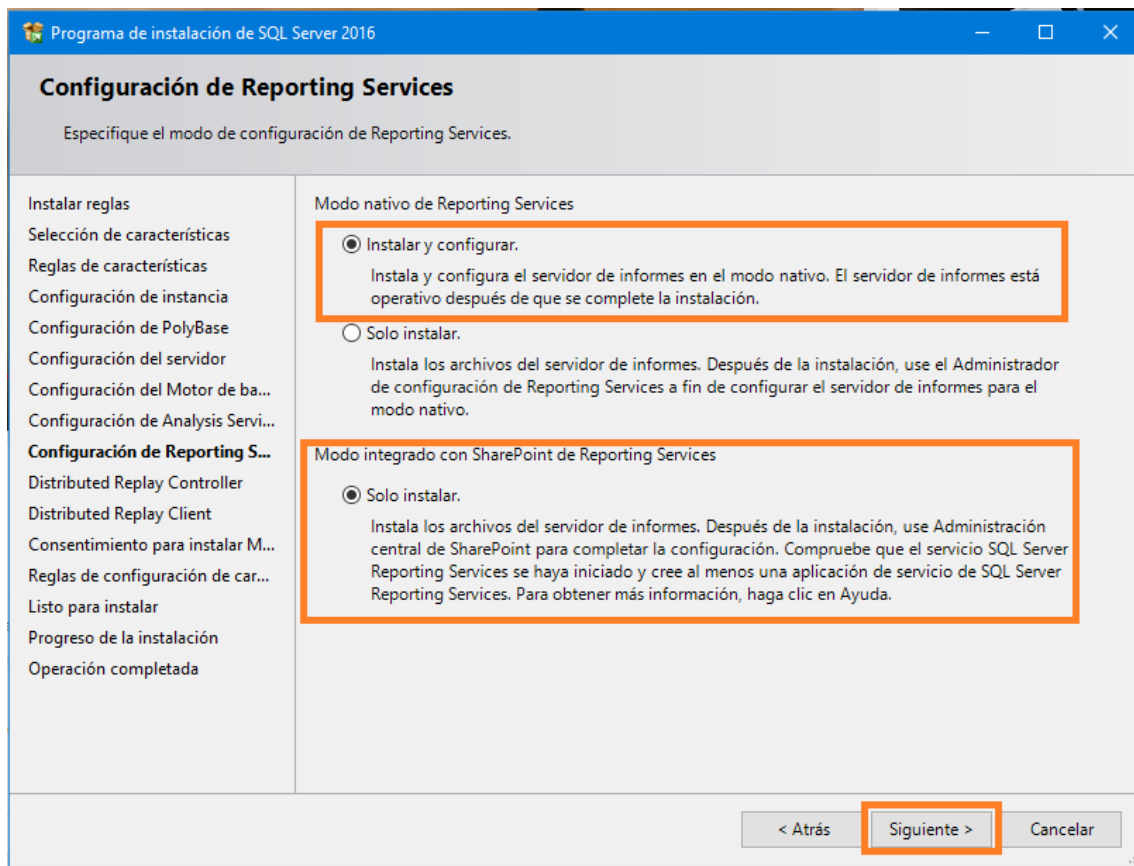 Programa de instalación de SQL Server 2016
Configuración de Reporting Services
Especifique el modo de configuración de Reporting Services.
Instalar reglas
Selección de características
Reglas de características
Configuración de instancia
Configuración de PolyBase
Configuración del servidor
Configuración del Motor de ba...
Configuración de Analysis Servi...
Configuración de Reporting S...
Distributed Replay Controller
Distributed Replay Client
Consentimiento para instalar M...
Reglas de configuración de car...
Listo para instalar
Progreso de la instalación
Operación completada
Modo nativo de Reporting Services
Instalar y configurar.
Instala y configura el servidor de informes en el modo nativo. El servidor de informes está
operativo después de que se complete la instalación.
Solo instalar.
Instala los archivos del servidor de informes. Después de la instalación, use el Administrador
de configuración de Reporting Services a fin de configurar el servidor de informes para el
modo nativo.
Modo integrado con SharePoint de Reporting Services
Solo instalar.
Instala los archivos del servidor de informes. Después de la instalación, use Administración
central de SharePoint para completar la configuración. Compruebe que el servicio SQL Server
Reporting Services se haya iniciado y cree al menos una aplicación de servicio de SQL Server
Reporting Services. Para obtener más información, haga clic en Ayuda.
< Atrás
Siguiente >
Cancelar